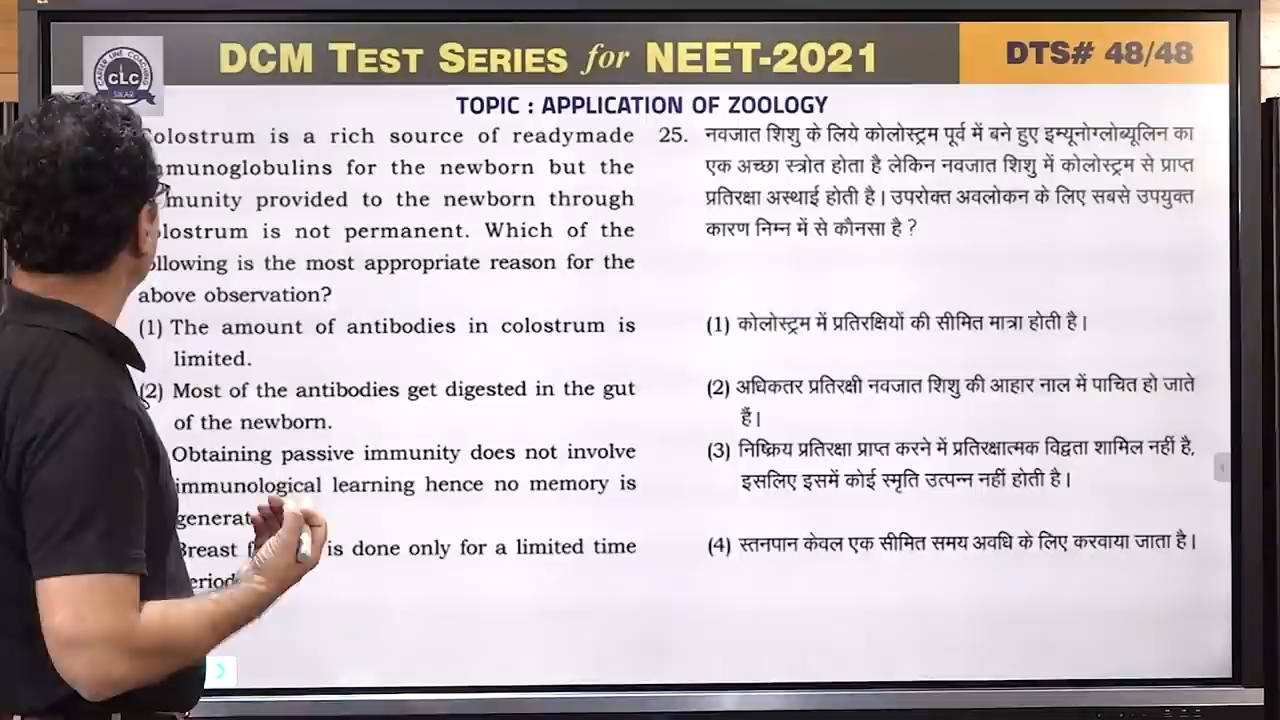 DCM TEST SERIES for NEET-2021
DTS# 48/48
CAREER LINE COACHING
CLC
SIKAR
TOPIC : APPLICATION OF ZOOLOGY
olostrum is a rich source of readymade
munoglobulins for the newborn but the
munity provided to the newborn through
lostrum is not permanent. Which of the
llowing is the most appropriate reason for the
above observation?
(1) The amount of antibodies in colostrum is
limited.
(2) Most of the antibodies get digested in the gut
of the newborn.
Obtaining passive immunity does not involve
immunological learning hence no memory is
generat
Breast f is done only for a limited time
eriod
25. नवजात शिशु के लिये कोलोस्ट्रम पूर्व में बने हुए इम्यूनोग्लोब्यूलिन का
एक अच्छा स्त्रोत होता है लेकिन नवजात शिशु में कोलोस्ट्रम से प्राप्त
प्रतिरक्षा अस्थाई होती है। उपरोक्त अवलोकन के लिए सबसे उपयुक्त
कारण निम्न में से कौनसा है ?
(1) कोलोस्ट्रम में प्रतिरक्षियों की सीमित मात्रा होती है।
(2) अधिकतर प्रतिरक्षी नवजात शिशु की आहार नाल में पाचित हो जाते
हैं।
(3) निष्क्रिय प्रतिरक्षा प्राप्त करने में प्रतिरक्षात्मक विद्वता शामिल नहीं है,
इसलिए इसमें कोई स्मृति उत्पन्न नहीं होती है।
(4) स्तनपान केवल एक सीमित समय अवधि के लिए करवाया जाता है।